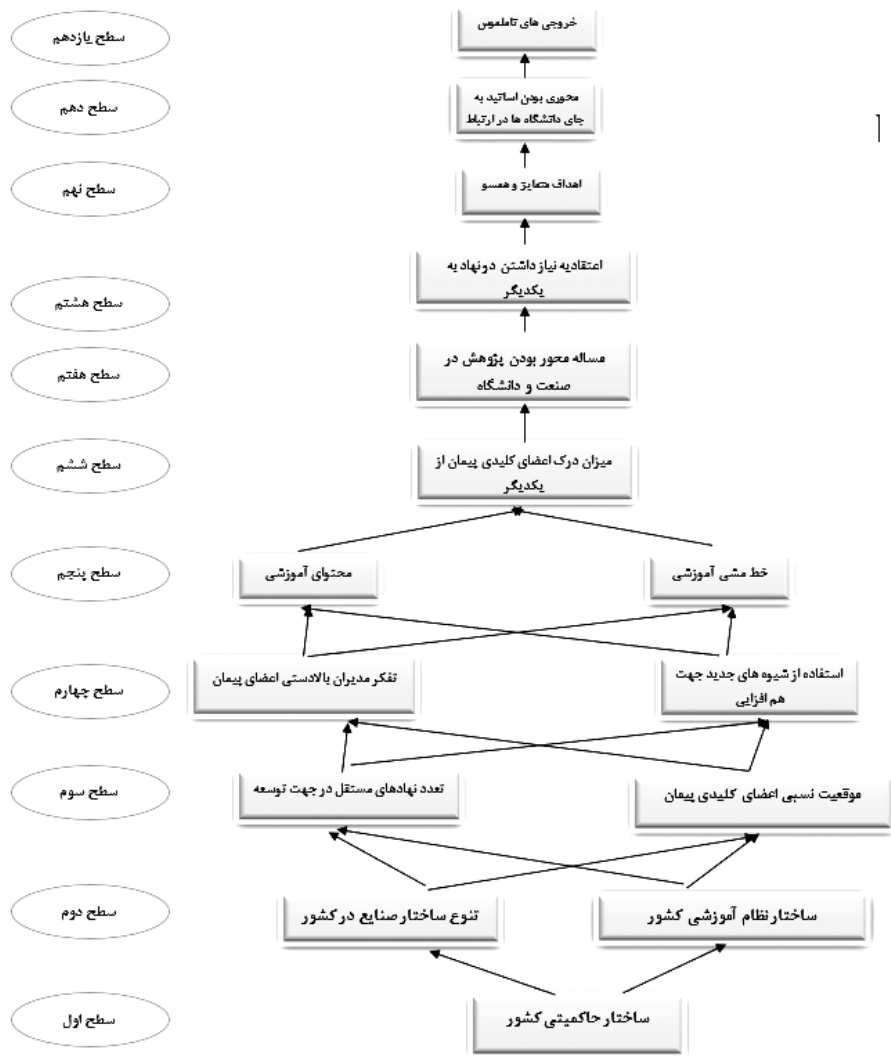 سطح یازدهم
خروجی های ناملموس
سطح دهم
محوری بودن اساتید به
جای دانشگاه ها در ارتباط
سطح نهم
اهداف متمایز و همسو
سطح هشتم
اعتقادبه نیاز داشتن دونهاد به
یکدیگر
سطح هفتم
مساله محور بودن پژوهش در
صنعت و دانشگاه
سطح ششم
میزان درک اعضای کلیدی پیمان از
یکدیگر
سطح پنجم
خط مشی آموزشی
محتوای آموزشی
سطح چهارم
استفاده از شیوه های جدید جهت
هم افزایی
تفکر مدیران بالادستی اعضای پیمان
سطح سوم
موقعیت نسبی اعضای کلیدی پیمان
تعدد نهادهای مستقل در جهت توسعه
سطح دوم
ساختار نظام آموزشی کشور
تنوع ساختار صنایع در کشور
سطح اول
ساختار حاکمیتی کشور